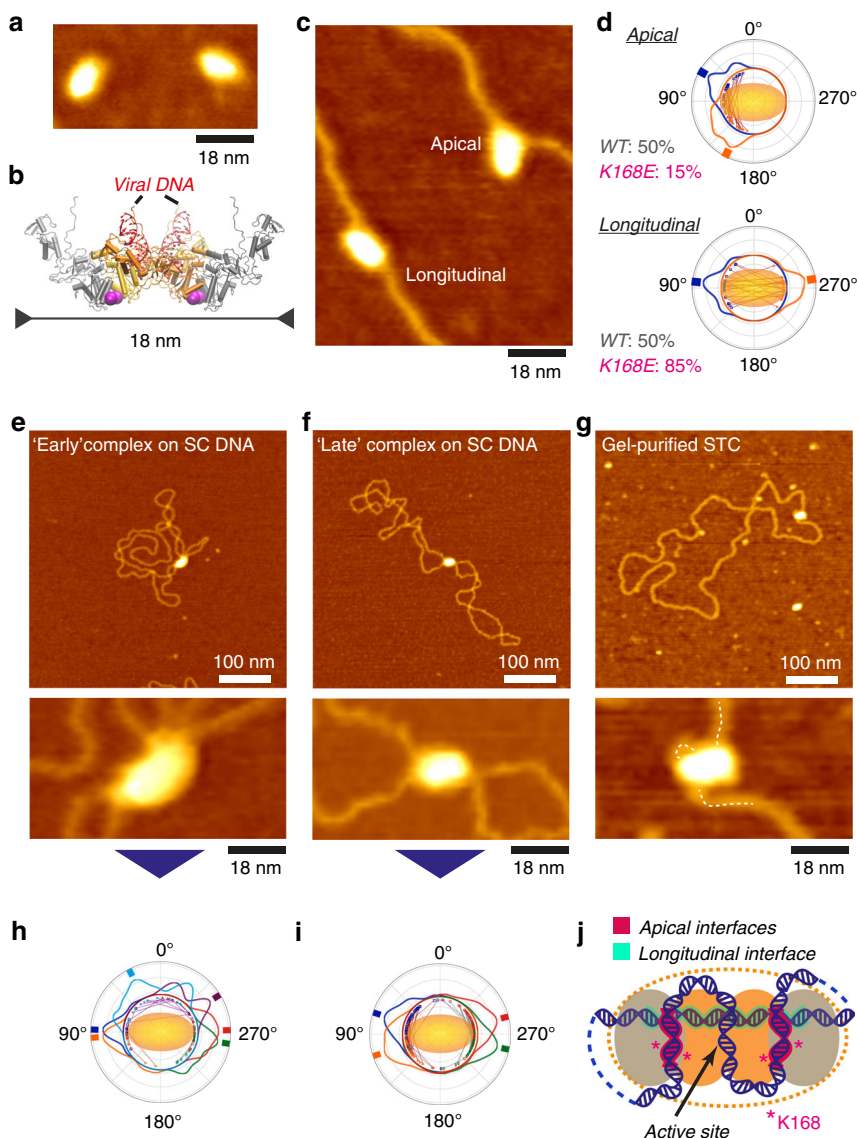 a
18 nm
b
Viral DNA
18 nm
c
Apical
Longitudinal
18 nm
d
Apical
0°
90°
270°
180°
WT: 50%
K168E: 15%
Longitudinal
0°
90°
270°
180°
WT: 50%
K168E: 85%
e
'Early'complex on SC DNA
100 nm
18 nm
f
'Late' complex on SC DNA
100 nm
18 nm
g
Gel-purified STC
100 nm
18 nm
h
0°
90°
270°
180°
i
0°
90°
270°
180°
j
Apical interfaces
Longitudinal interface
*
*
*
*
Active site
*K168